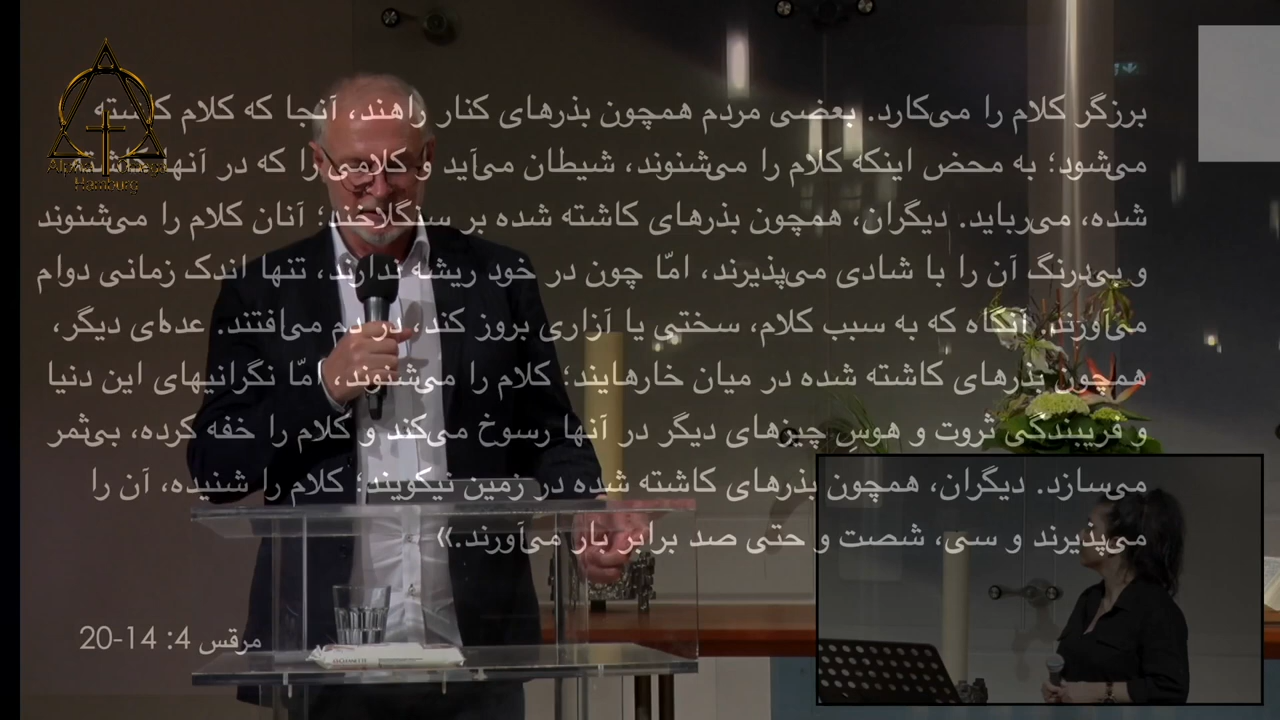 برزگر کلام را می‌کارد. بعضی مردم همچون بذرهای کنار راهند، آنجا که کلام کاشته
می‌شود؛ به محض اینکه کلام را می‌شنوند، شیطان می‌آید و کلامی را که در آنها کاشته
شده، می‌رباید. دیگران، همچون بذرهای کاشته شده بر سنگلاخند؛ آنان کلام را می‌شنوند
و بی‌درنگ آن را با شادی می‌پذیرند، امّا چون در خود ریشه ندارند، تنها اندک زمانی دوام
می‌آورند. آنگاه که به سبب کلام، سختی یا آزاری بروز کند، در دم می‌افتند. عده‌ای دیگر،
همچون بذرهای کاشته شده در میان خارهایند؛ کلام را می‌شنوند، امّا نگرانیهای این دنیا
و فریبندگی ثروت و هوسِ چیزهای دیگر در آنها رسوخ می‌کند و کلام را خفه کرده، بی‌ثمر
می‌سازد. دیگران، همچون بذرهای کاشته شده در زمین نیکویند؛ کلام را شنیده، آن را
می‌پذیرند و سی، شصت و حتی صد برابر بار می‌آورند.»
مرقس 4: 14-20
Hamburg